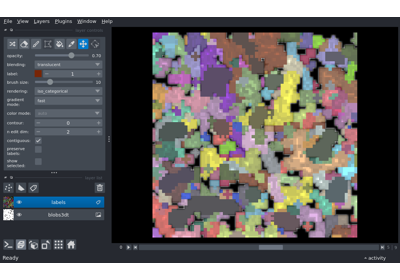 File View Layers Plugins Window Help
opacity: 0.70
blending: translucent
label: 1
brush size: 10
rendering: iso_categorical
gradient mode: fast
color mode:
contour: 0
n edit dim: 2
contiguous:
preserve labels:
show selected:
labels
blobs3dt
Ready
activity